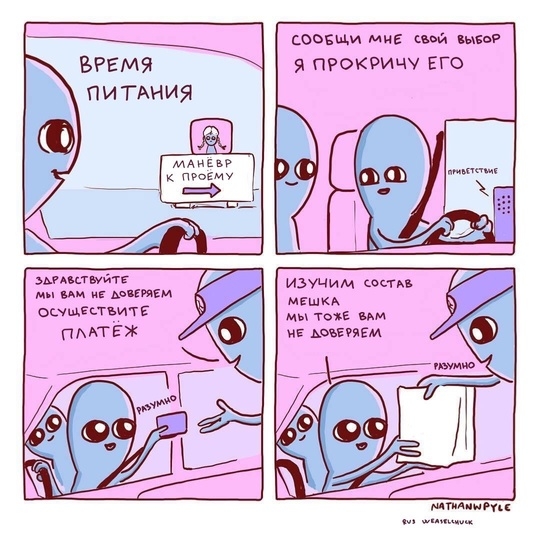 ВРЕМЯ
ПИТАНИЯ
МАНЁВР
К ПРОЁМУ
СООБЩИ МНЕ СВОЙ ВЫБОР
Я ПРОКРИЧУ ЕГО
ПРИВЕТСТВИЕ
ЗДРАВСТВУЙТЕ
МЫ ВАМ НЕ ДОВЕРЯЕМ
ОСУЩЕСТВИТЕ
ПЛАТЁЖ
РАЗУМНО
ИЗУЧИМ СОСТАВ
МЕШКА
МЫ ТОЖЕ ВАМ
НЕ ДОВЕРЯЕМ
РАЗУМНО
NATHANWPYLE
RUS WEASELCHUCK